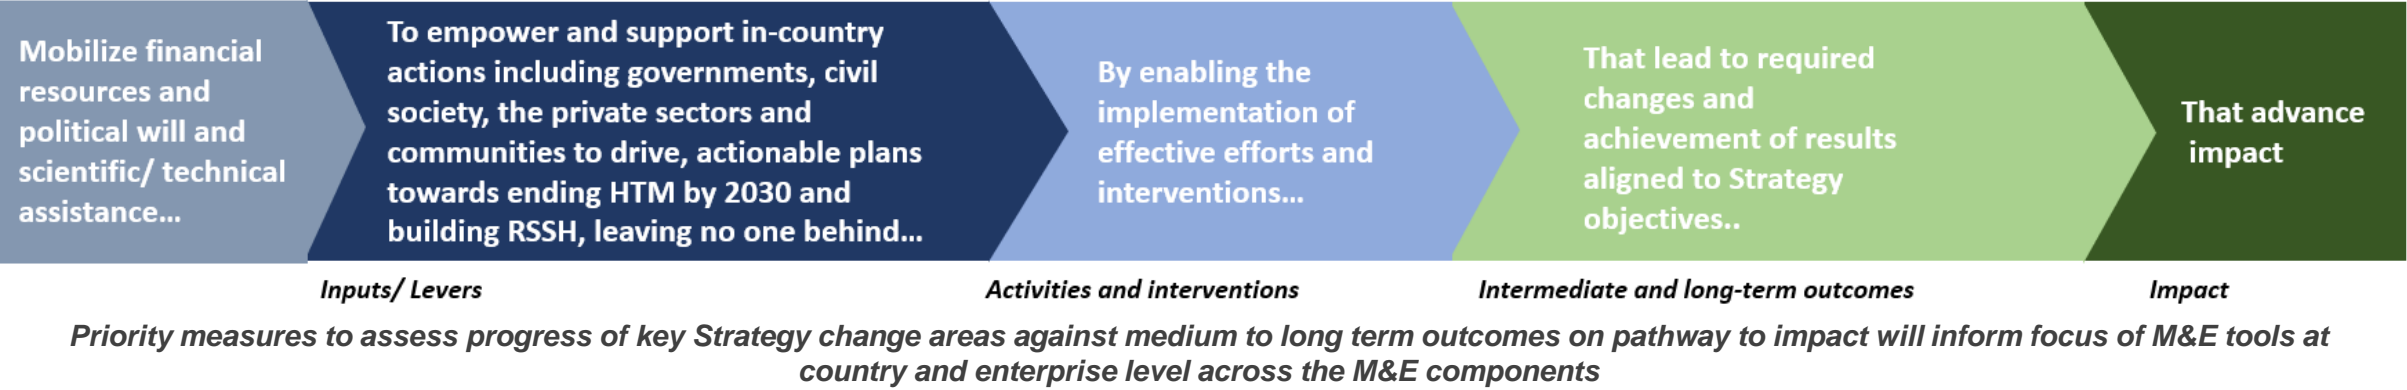 Mobilize financial
resources and
political will and
scientific/ technical
assistance...
To empower and support in-country
actions including governments, civil
society, the private sectors and
communities to drive, actionable plans
towards ending HTM by 2030 and
building RSSH, leaving no one behind...
By enabling the
implementation of
effective efforts and
interventions...
That lead to required
changes and
achievement of results
aligned to Strategy
objectives..
That advance
impact
Inputs/ Levers
Activities and interventions
Intermediate and long-term outcomes
Impact
Priority measures to assess progress of key Strategy change areas against medium to long term outcomes on pathway to impact will inform focus of M&E tools at
country and enterprise level across the M&E components